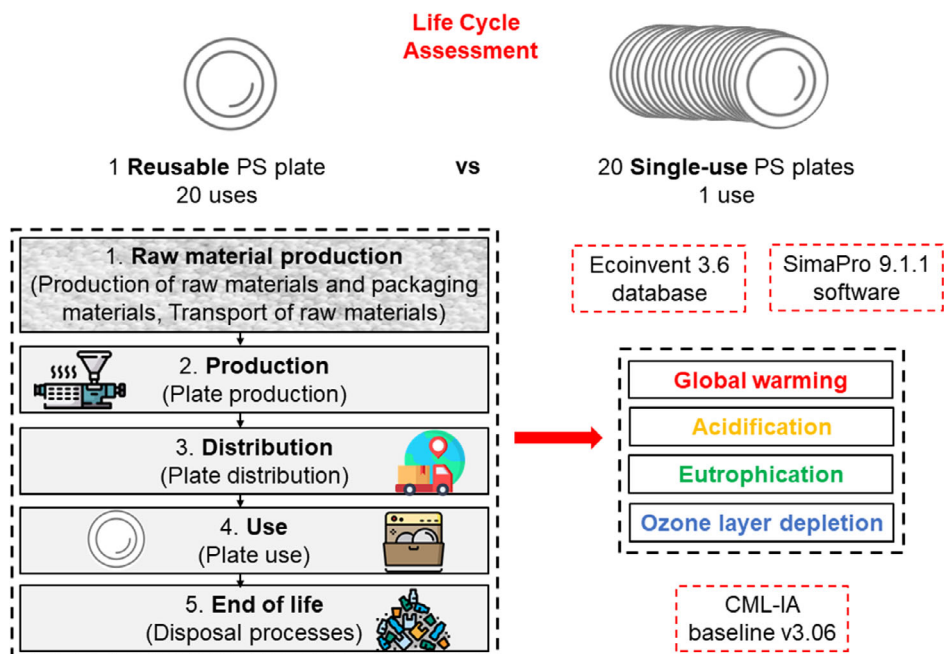 Life Cycle
Assessment
1 Reusable PS plate
20 uses
vs
20 Single-use PS plates
1 use
1. Raw material production
(Production of raw materials and packaging
materials, Transport of raw materials)
2. Production
(Plate production)
3. Distribution
(Plate distribution)
4. Use
(Plate use)
5. End of life
(Disposal processes)
Ecoinvent 3.6
database
SimaPro 9.1.1
software
Global warming
Acidification
Eutrophication
Ozone layer depletion
CML-IA
baseline v3.06